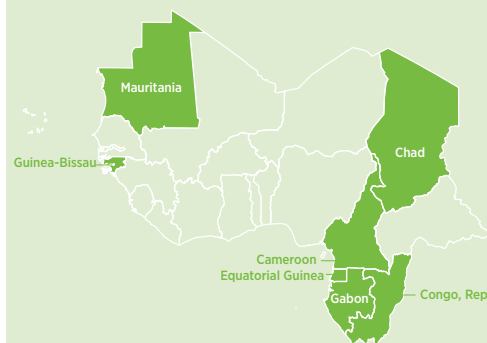 Mauritania
Chad
Guinea-Bissau
Cameroon
Equatorial Guinea
Gabon
Congo, Rep